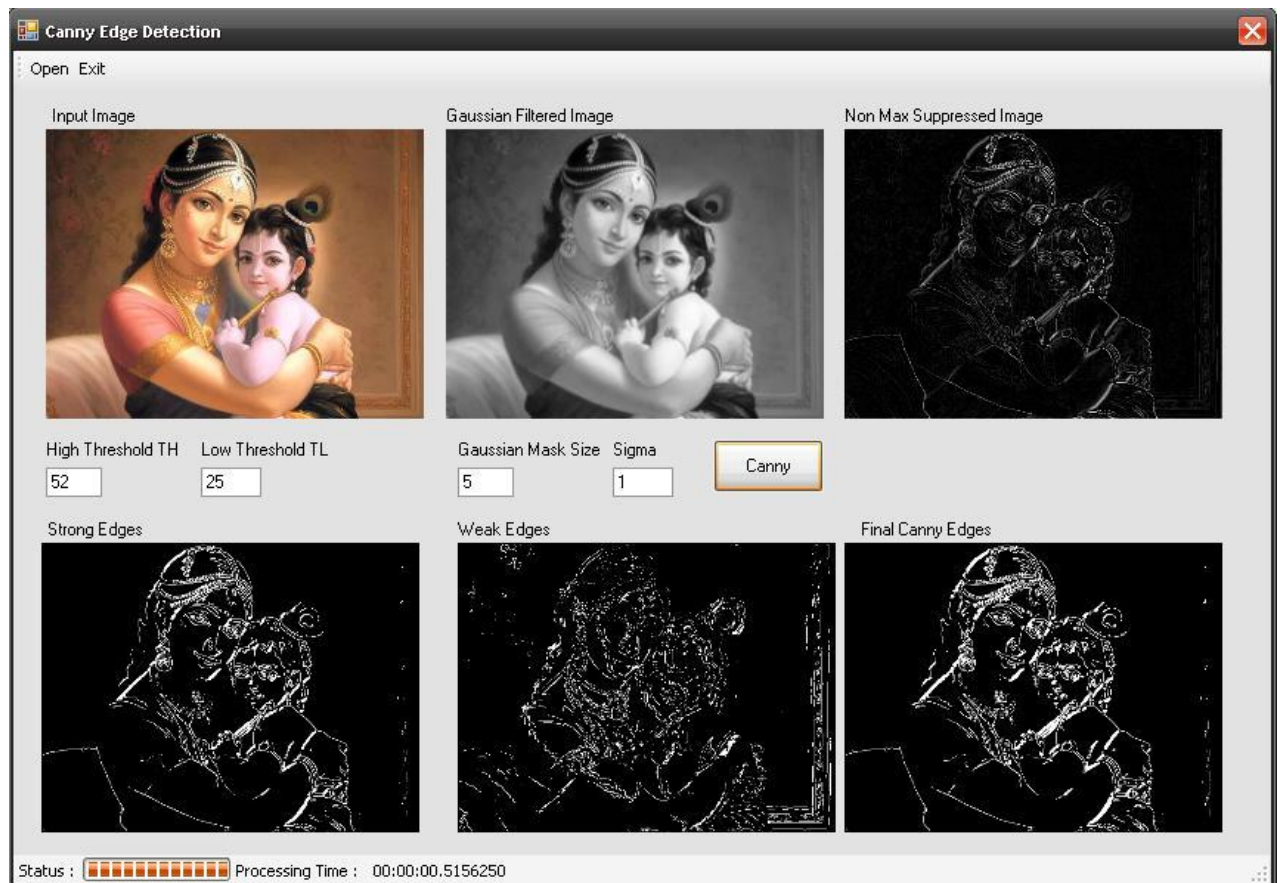 Canny Edge Detection
Open Exit
Input Image
Gaussian Filtered Image
Non Max Suppressed Image
High Threshold TH
Low Threshold TL
Gaussian Mask Size
Sigma
52
25
5
1
Canny
Strong Edges
Weak Edges
Final Canny Edges
Status :
Processing Time : 00:00:00.5156250